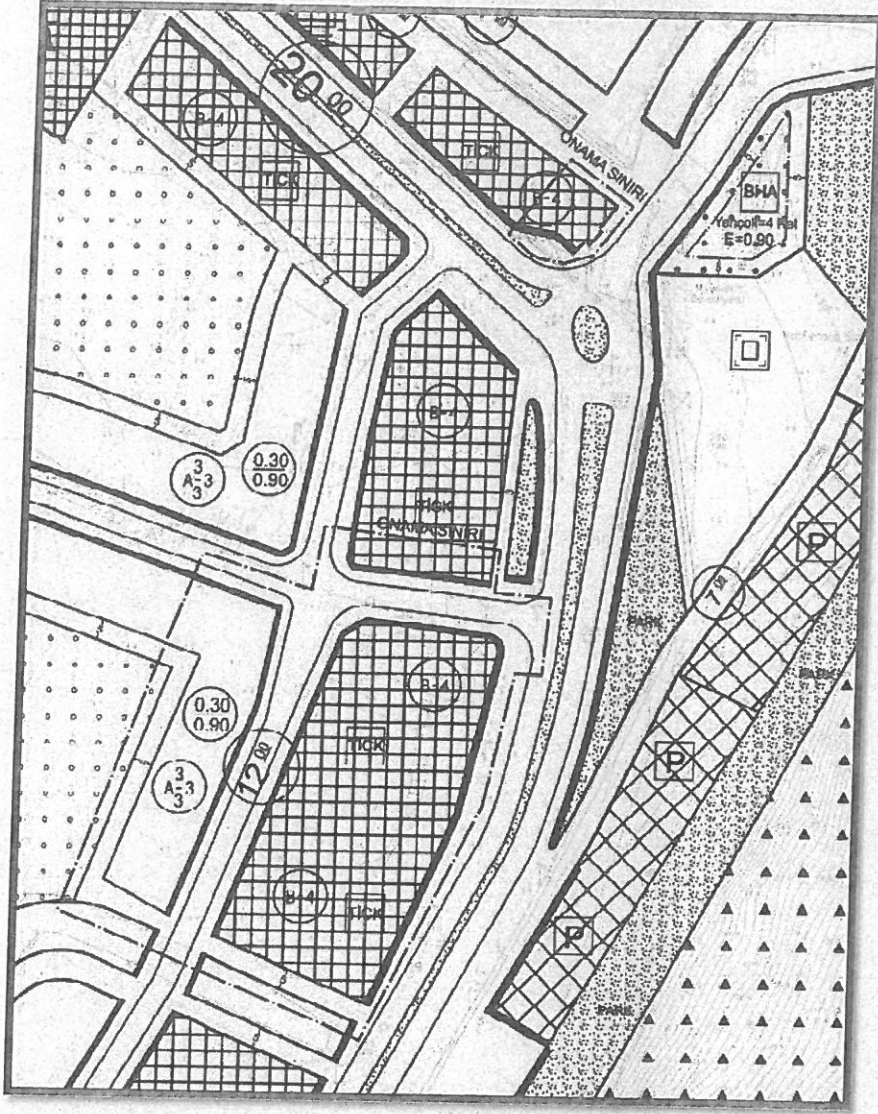 20.00
B-4
TİCK
TİCK
B-4
ONAMA SINIRI
BHA
Yençok=4 Kat
E=0.90
B-4
TİCK
ONAMA SINIRI
3
A-3
3
0.30
0.90
P
7.00
PARK
PARK
B-4
0.30
0.90
TİCK
12.00
3
A-3
3
P
B-4
TİCK
P
PARK